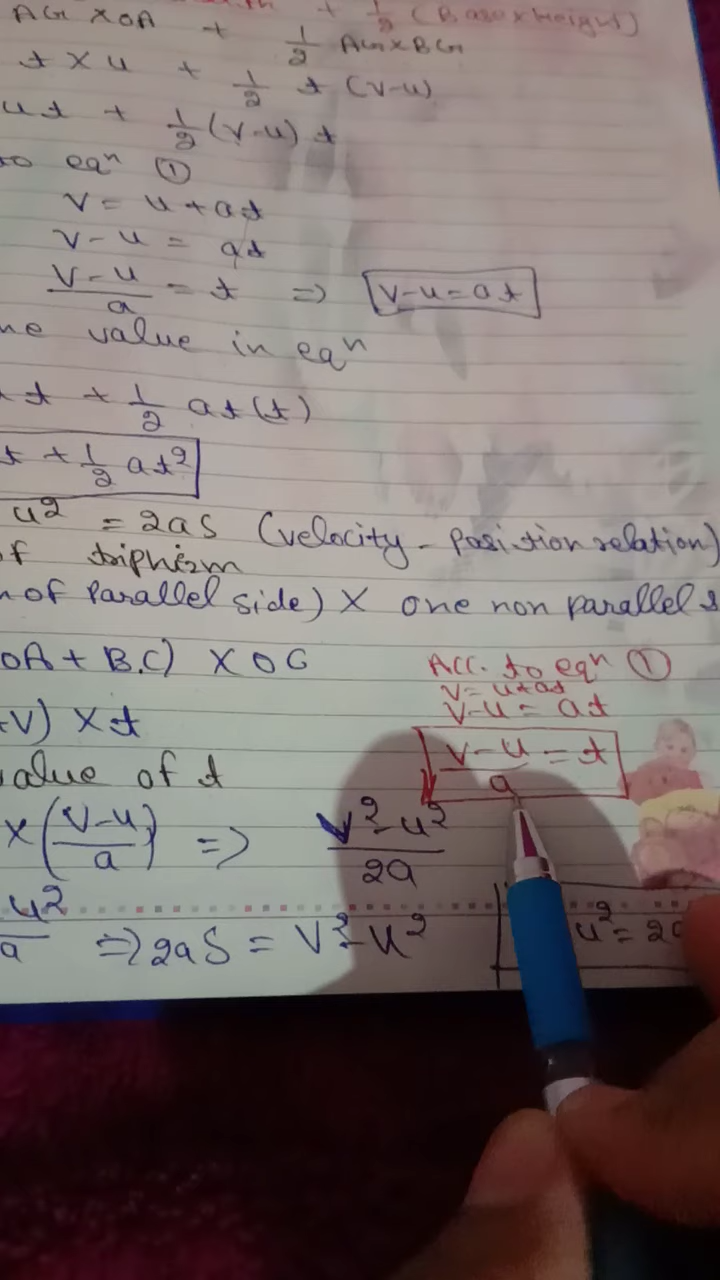 + 1/2 (Base×Height)
AG × OA + 1/2 AG×BG
t × u + 1/2 t (v-u)
ut + 1/2 (v-u) t
to eqⁿ ①
v = u + at
v - u = at
v-u/a = t ⇒ v-u = at
value in eqⁿ
t + 1/2 at(t)
t + 1/2 at²
u² = 2aS (velocity - position relation)
of triphizm
of Parallel side) × one non parallel s
OA + B.C) × OC
Acc. to eqⁿ ①
v = u+at
v-u = at
v-u/a = t
+v) × t
value of t
× (v-u/a) ⇒ v²-u²/2a
u²/a ⇒ 2aS = v²-u²
u² = 2a